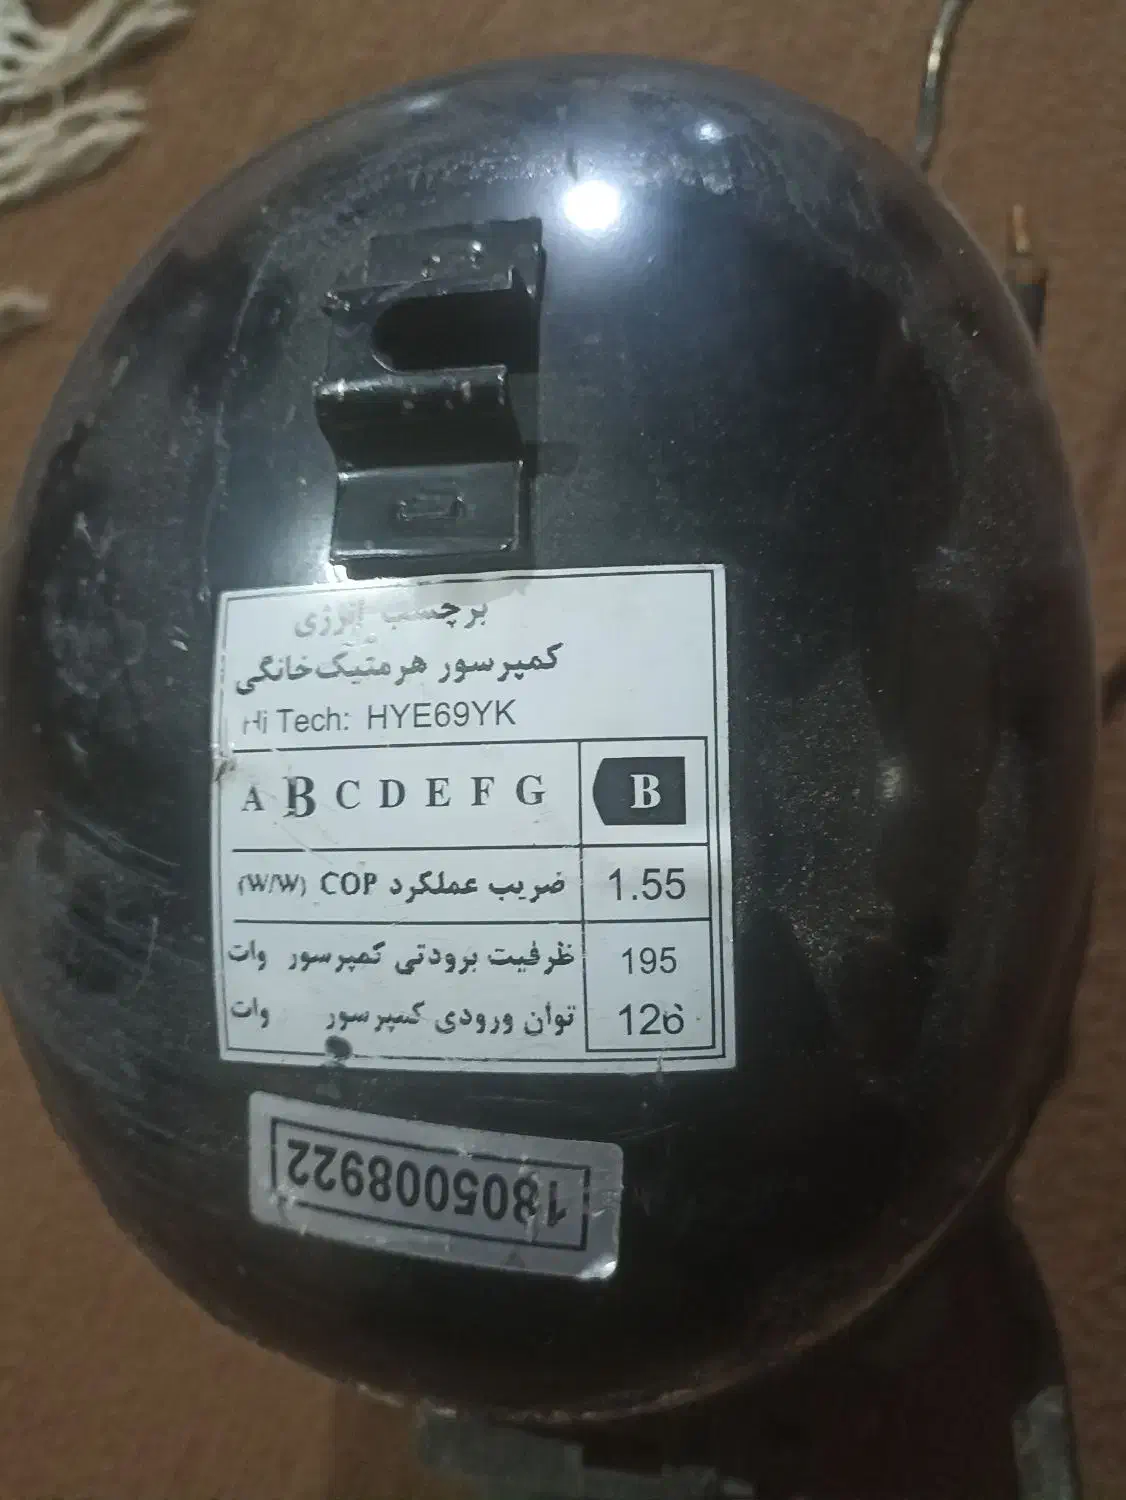 برچسب انرژی
کمپرسور هرمتیک خانگی
Hi Tech: HYE69YK
A B C D E F G B
ضریب عملکرد COP (W/W) 1.55
ظرفیت برودتی کمپرسور وات 195
توان ورودی کمپرسور وات 126
1805008922